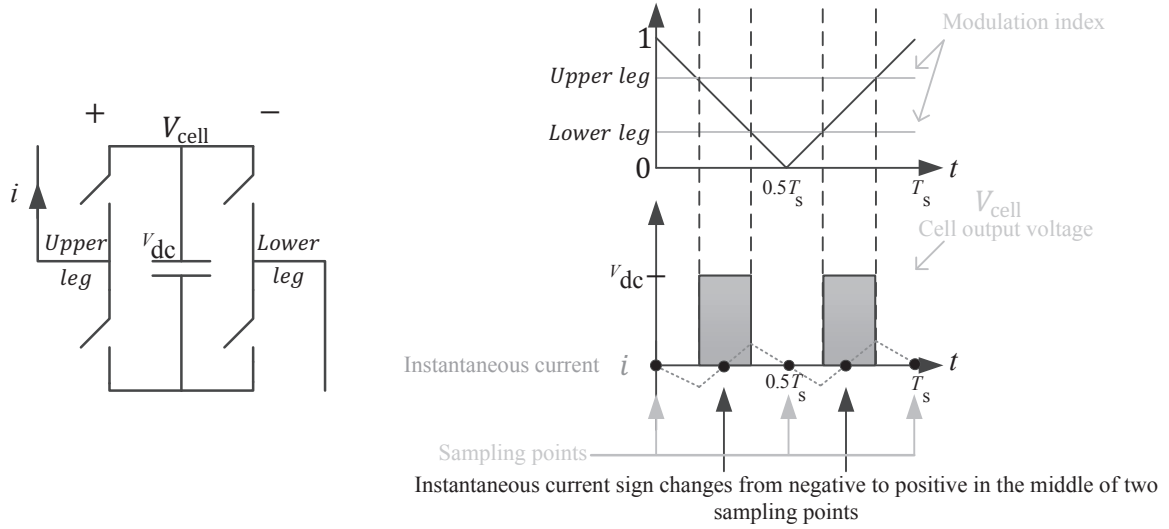 +
−
V_cell
i
Upper
leg
V_dc
Lower
leg
1
Modulation index
Upper leg
Lower leg
0
0.5T_s
T_s
t
V_cell
Cell output voltage
V_dc
Instantaneous current i
0.5T_s
T_s
t
Sampling points
Instantaneous current sign changes from negative to positive in the middle of two
sampling points